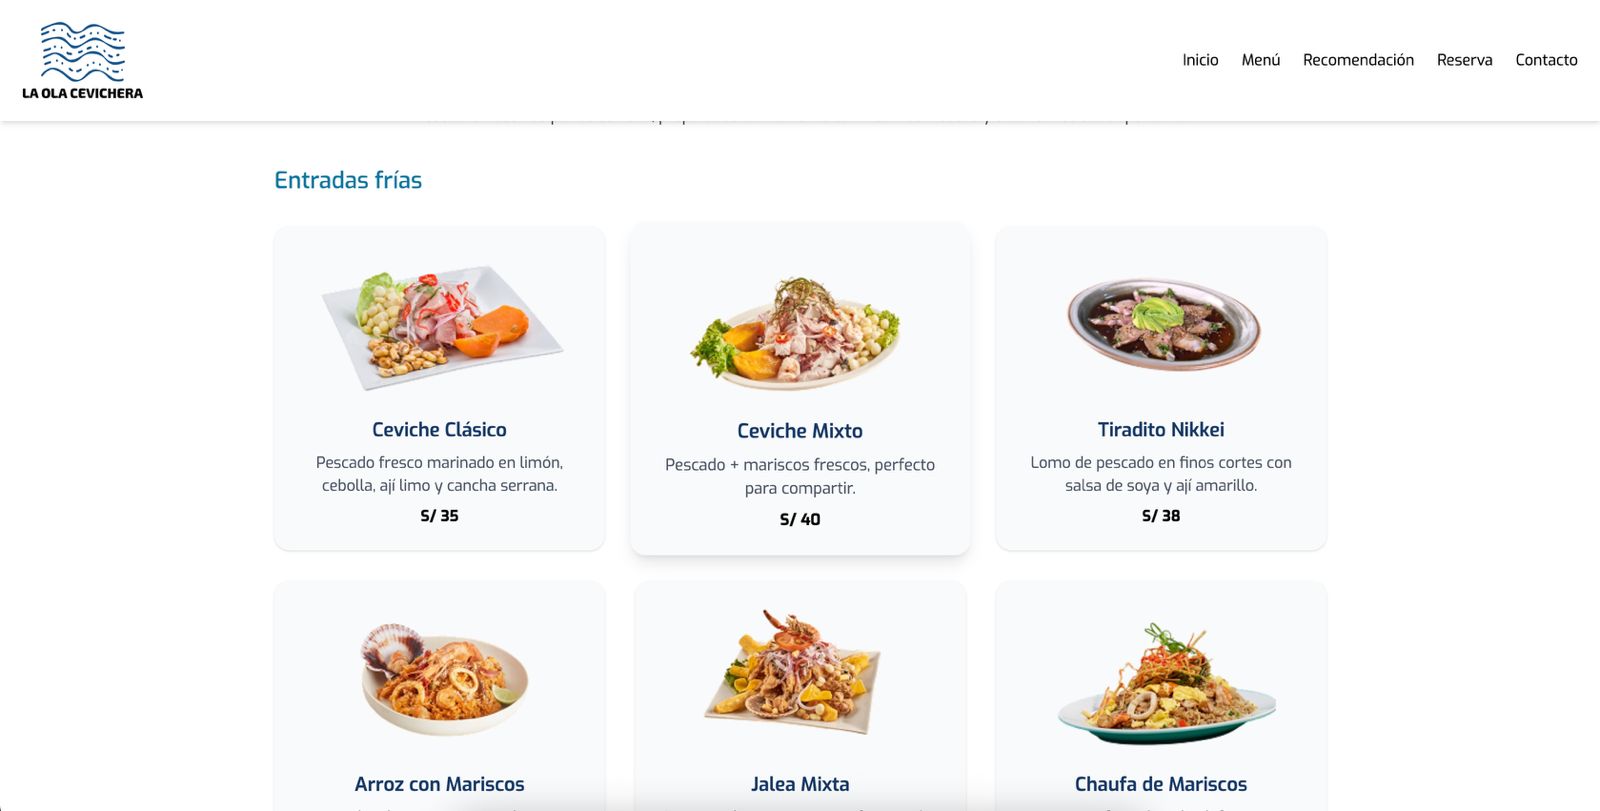 LA OLA CEVICHERA
Inicio Menú Recomendación Reserva Contacto
Entradas frías
Ceviche Clásico
Pescado fresco marinado en limón,
cebolla, ají limo y cancha serrana.
S/ 35
Ceviche Mixto
Pescado + mariscos frescos, perfecto
para compartir.
S/ 40
Tiradito Nikkei
Lomo de pescado en finos cortes con
salsa de soya y ají amarillo.
S/ 38
Arroz con Mariscos
Jalea Mixta
Chaufa de Mariscos